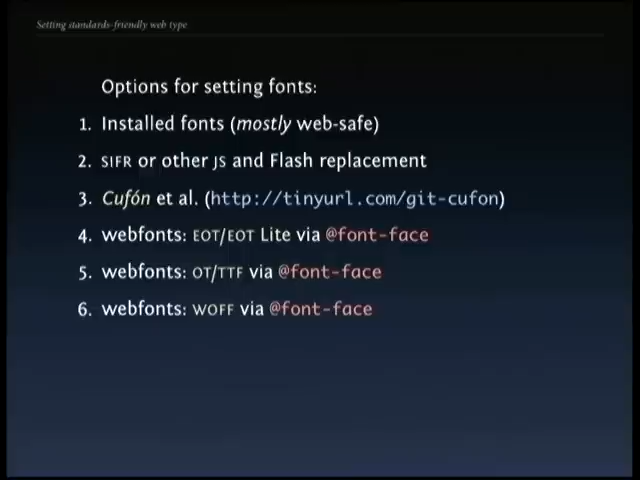 Setting standards-friendly web type
Options for setting fonts:
1. Installed fonts (mostly web-safe)
2. SIFR or other JS and Flash replacement
3. Cufón et al. (http://tinyurl.com/git-cufon)
4. webfonts: EOT/EOT Lite via @font-face
5. webfonts: OT/TTF via @font-face
6. webfonts: WOFF via @font-face